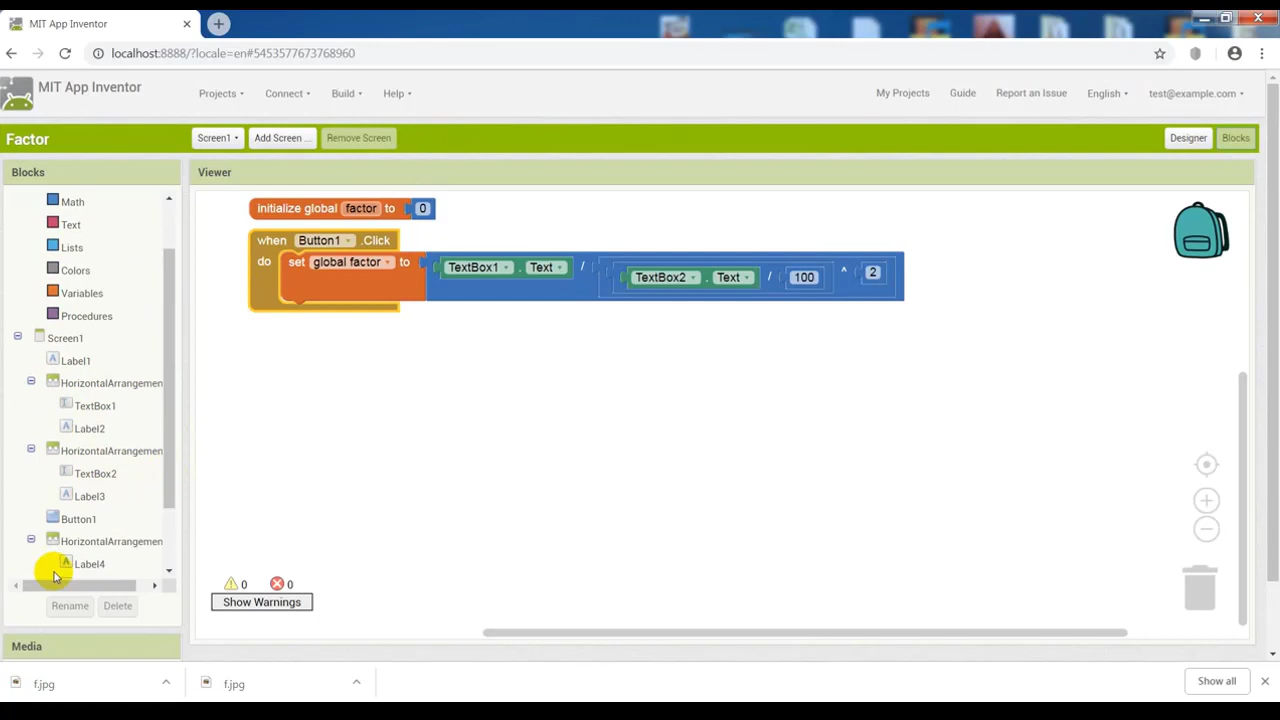 MIT App Inventor
localhost:8888/?locale=en#5453577673768960
MIT App Inventor
Projects
Connect
Build
Help
My Projects
Guide
Report an Issue
English
test@example.com
Factor
Screen1
Add Screen ...
Remove Screen
Designer
Blocks
Blocks
Viewer
Math
Text
Lists
Colors
Variables
Procedures
Screen1
Label1
HorizontalArrangemen
TextBox1
Label2
HorizontalArrangemen
TextBox2
Label3
Button1
HorizontalArrangemen
Label4
Rename
Delete
Media
initialize global factor to 0
when Button1 .Click
do set global factor to TextBox1 . Text / TextBox2 . Text / 100 ^ 2
0
0
Show Warnings
f.jpg
f.jpg
Show all